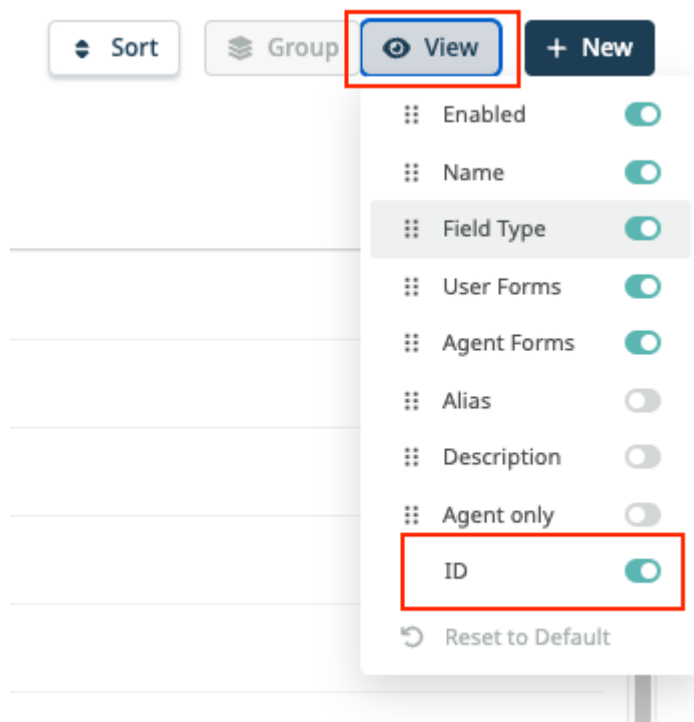 Sort Group View + New
Enabled
Name
Field Type
User Forms
Agent Forms
Alias
Description
Agent only
ID
Reset to Default